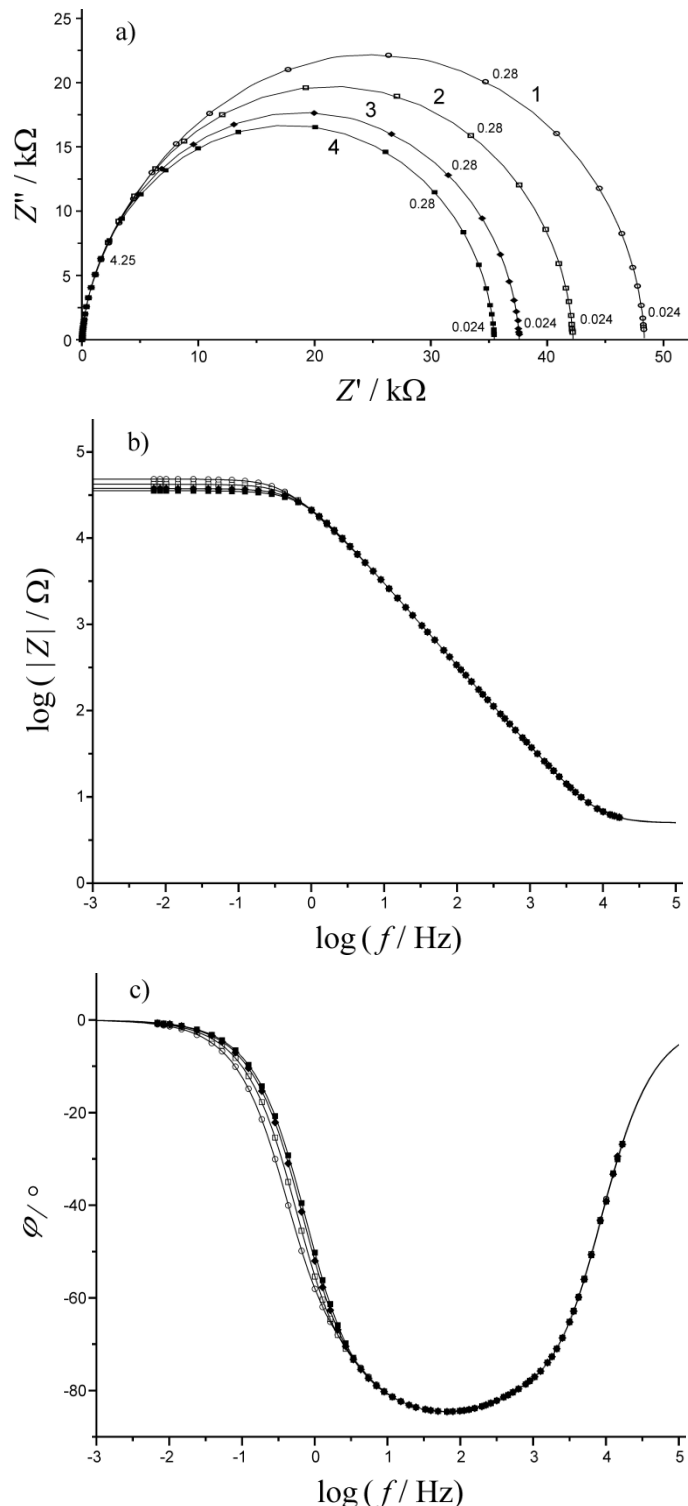 a)
25
20
15
10
5
0
Z" / kΩ
0.28
1
0.28
2
3
0.28
4
0.28
4.25
0.024
0.024
0.024
0.024
0 10 20 30 40 50
Z' / kΩ
b)
5
4
3
2
1
0
log (|Z| / Ω)
-3 -2 -1 0 1 2 3 4 5
log (f / Hz)
c)
0
-20
-40
-60
-80
φ/ °
-3 -2 -1 0 1 2 3 4 5
log (f / Hz)